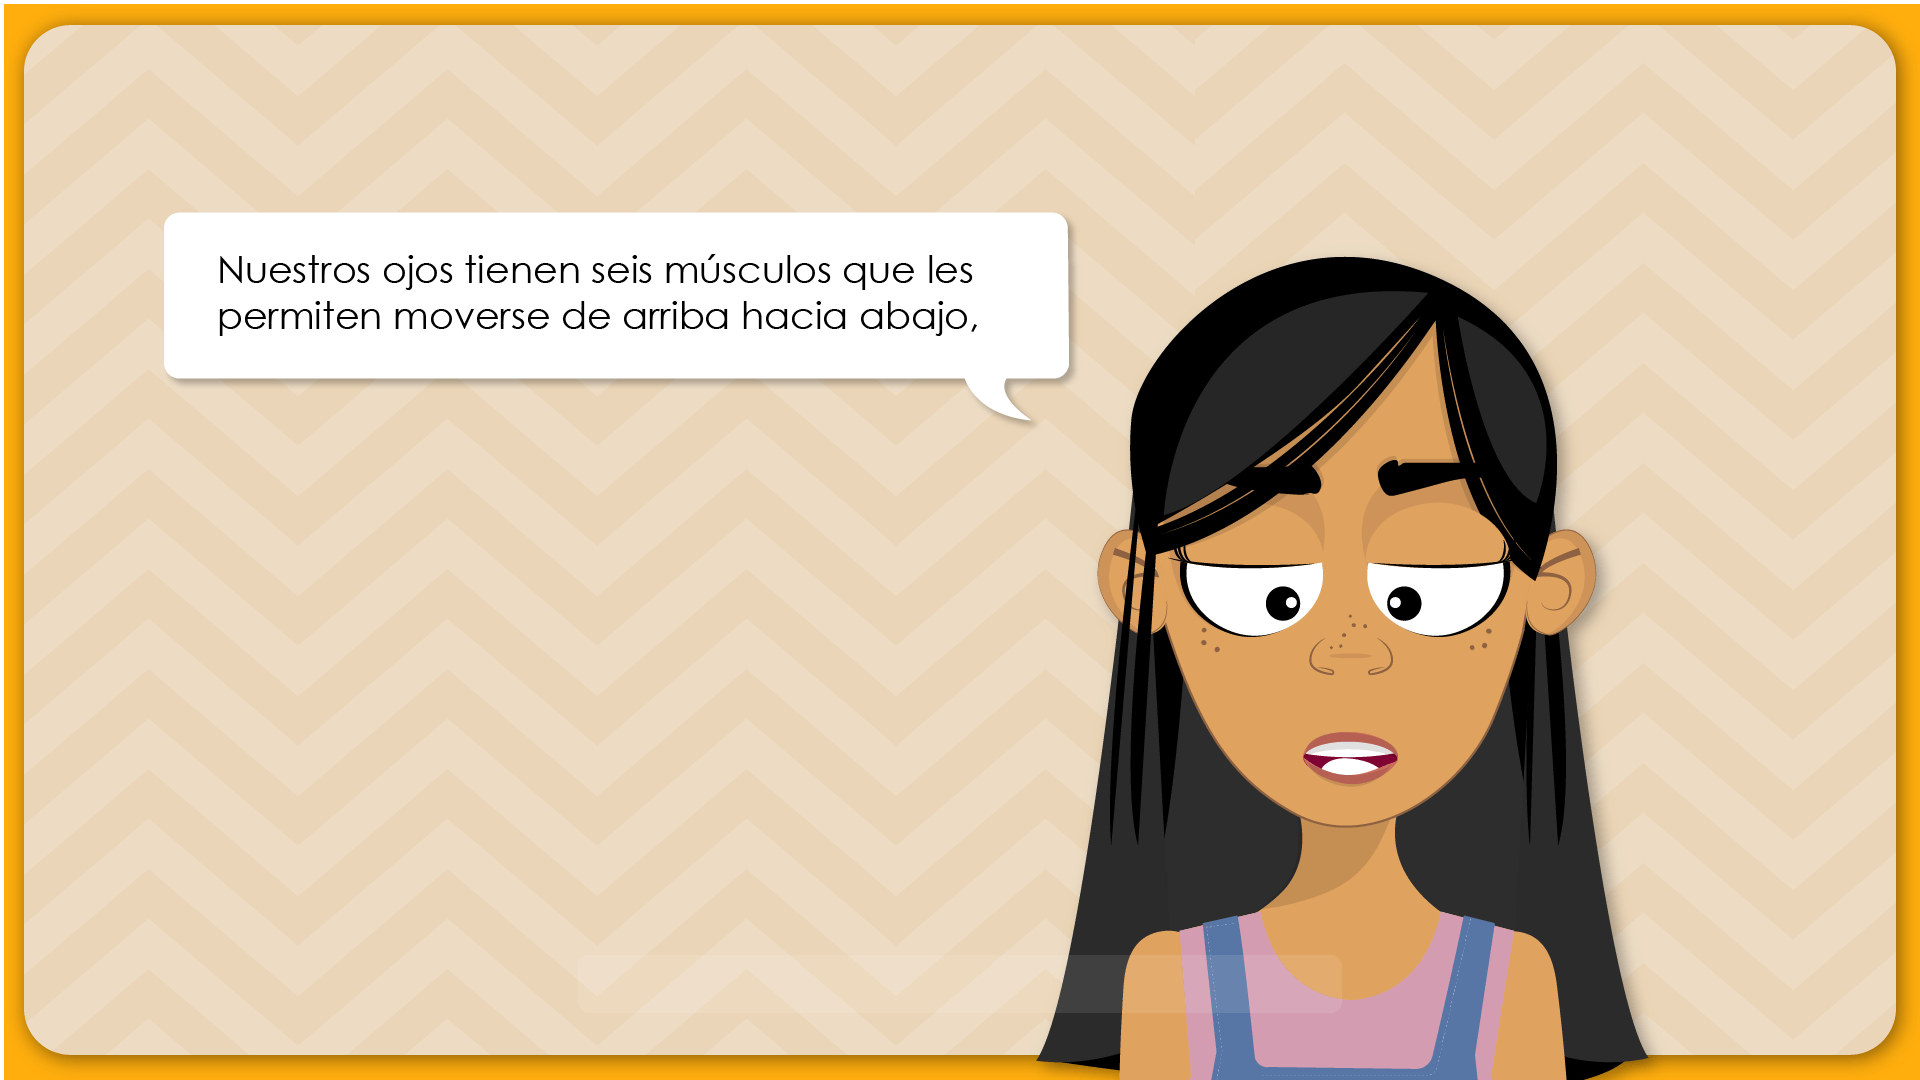 Nuestros ojos tienen seis músculos que les
permiten moverse de arriba hacia abajo,